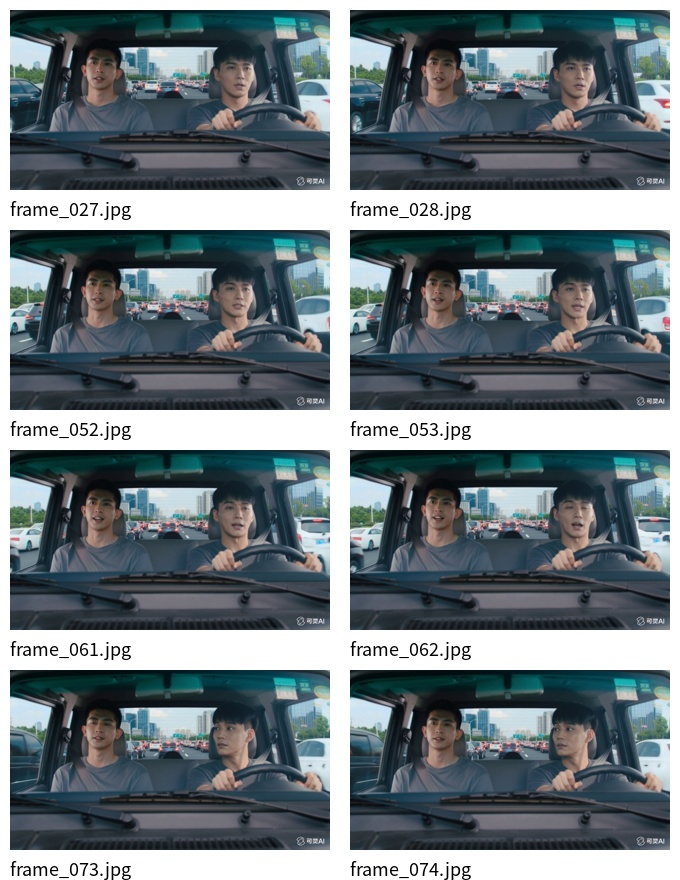 可灵AI
可灵AI
frame_027.jpg
frame_028.jpg
可灵AI
可灵AI
frame_052.jpg
frame_053.jpg
可灵AI
可灵AI
frame_061.jpg
frame_062.jpg
可灵AI
可灵AI
frame_073.jpg
frame_074.jpg